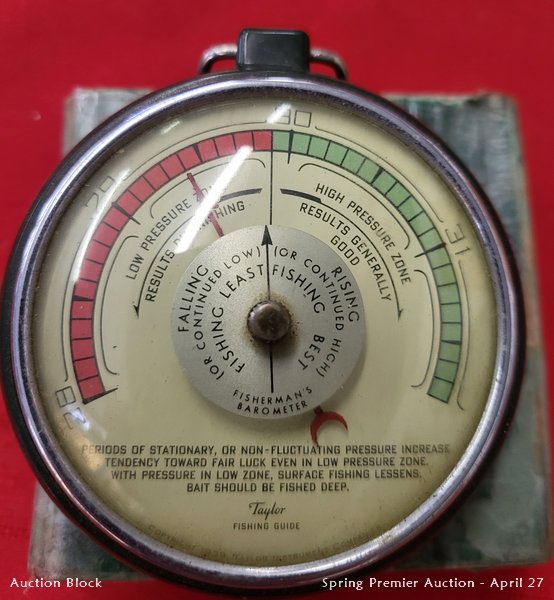 30
29
31
28
LOW PRESSURE
RESULTS
HIGH PRESSURE ZONE
RESULTS GENERALLY
GOOD
FALLING
(OR CONTINUED LOW)
FISHING LEAST
RISING
(OR CONTINUED HIGH)
FISHING BEST
FISHERMAN'S
BAROMETER
PERIODS OF STATIONARY, OR NON-FLUCTUATING PRESSURE INCREASE
TENDENCY TOWARD FAIR LUCK EVEN IN LOW PRESSURE ZONE.
WITH PRESSURE IN LOW ZONE, SURFACE FISHING LESSENS.
BAIT SHOULD BE FISHED DEEP.
Taylor
FISHING GUIDE
COPYRIGHT TAYLOR INSTRUMENT
Auction Block
Spring Premier Auction - April 27